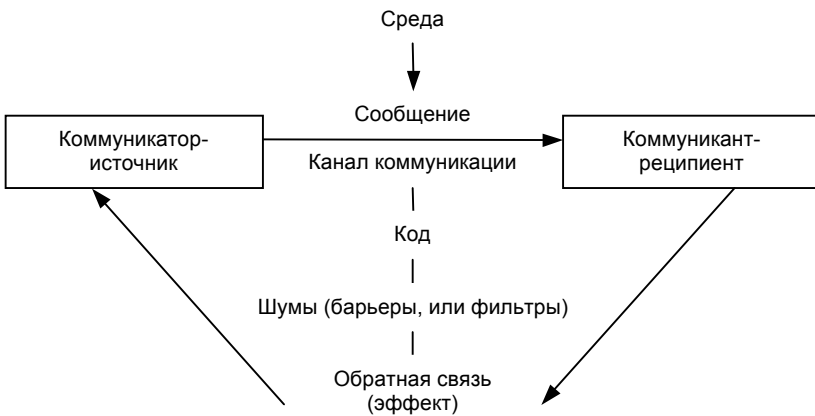 Среда
Сообщение
Коммуникатор-
источник
Коммуникант-
реципиент
Канал коммуникации
Код
Шумы (барьеры, или фильтры)
Обратная связь
(эффект)